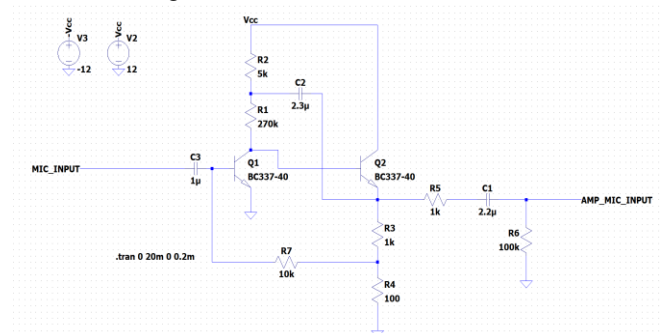 -Vcc
V3
-12
Vcc
V2
12
Vcc
R2
5k
C2
2.3µ
R1
270k
MIC_INPUT
C3
1µ
Q1
BC337-40
Q2
BC337-40
R5
1k
C1
2.2µ
AMP_MIC_INPUT
R3
1k
R6
100k
.tran 0 20m 0 0.2m
R7
10k
R4
100